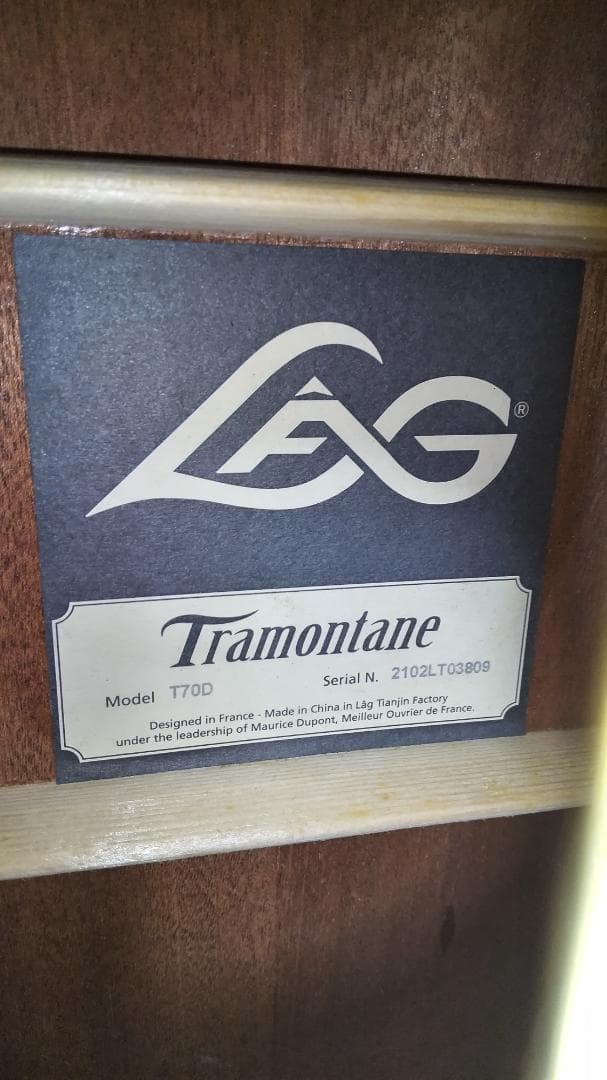 LÂG®
Tramontane
Model T70D Serial N. 2102LT03809
Designed in France - Made in China in Lâg Tianjin Factory
under the leadership of Maurice Dupont, Meilleur Ouvrier de France.